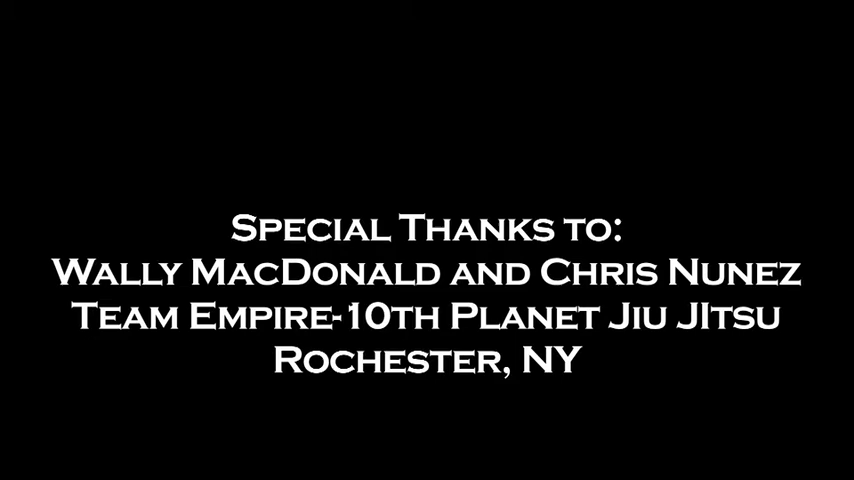 Special Thanks to:
Wally MacDonald and Chris Nunez
Team Empire-10th Planet Jiu JItsu
Rochester, NY